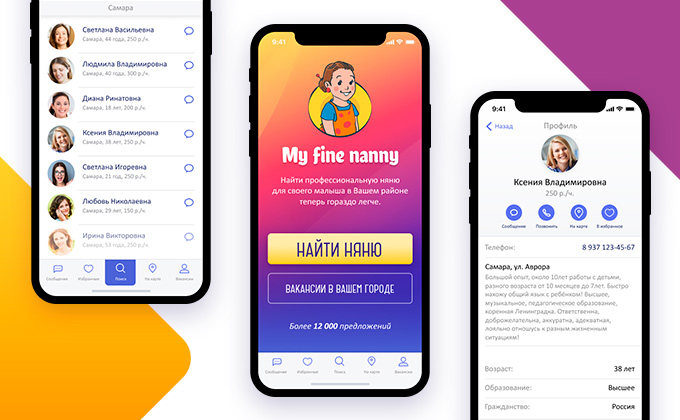 Самара
Светлана Васильевна
Самара, 44 года, 250 р./ч.
Людмила Владимировна
Самара, 40 года, 300 р./ч.
Диана Ринатовна
Самара, 18 лет, 200 р./ч.
Ксения Владимировна
Самара, 38 лет, 250 р./ч.
Светлана Игоревна
Самара, 21 год, 250 р./ч.
Любовь Николаевна
Самара, 29 лет, 150 р./ч.
Ирина Викторовна
Самара, 53 года, 250 р./ч.
Сообщения Избранные Поиск На карте Вакансии
9:41
My fine nanny
Найти профессиональную няню
для своего малыша в Вашем районе
теперь гораздо легче.
НАЙТИ НЯНЮ
ВАКАНСИИ В ВАШЕМ ГОРОДЕ
Более 12 000 предложений
Сообщения Избранные Поиск На карте Вакансии
9:41
Назад Профиль
Ксения Владимировна
250 р./ч.
Сообщение Позвонить На карте В избранное
Телефон: 8 937 123-45-67
Самара, ул. Аврора
Большой опыт, около 10лет работы с детьми,
разного возраста от 10 месяцев до 7лет. Быстро
нахожу общий язык с ребёнком! Высшее,
музыкальное, педагогическое образование,
коренная Ленинградка. Ответственна,
доброжелательна, аккуратна, адекватная,
лояльно отношусь к разным жизненным
ситуациям!
Возраст: 38 лет
Образование: Высшее
Гражданство: Россия